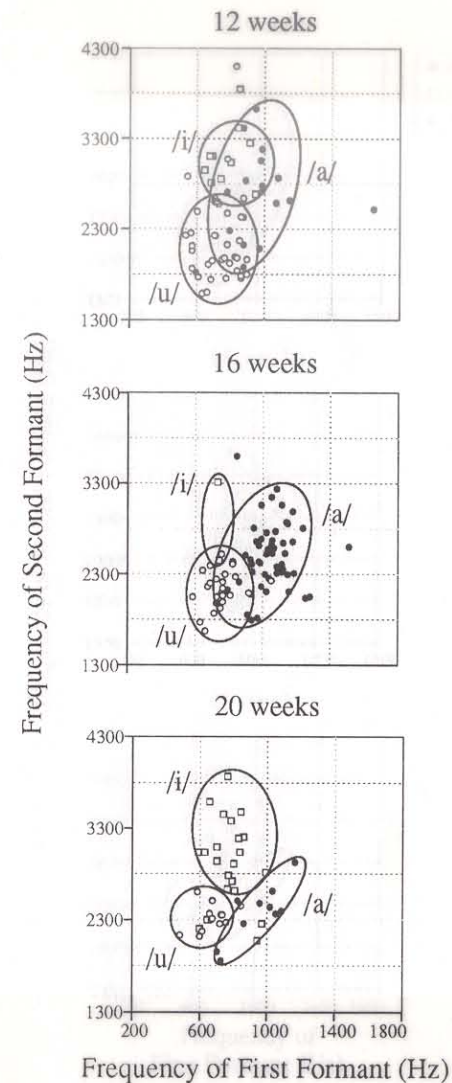 12 weeks
4300
3300
2300
1300
/i/
/a/
/u/
16 weeks
4300
3300
2300
1300
/i/
/a/
/u/
20 weeks
4300
3300
2300
1300
/i/
/a/
/u/
200 600 1000 1400 1800
Frequency of Second Formant (Hz)
Frequency of First Formant (Hz)